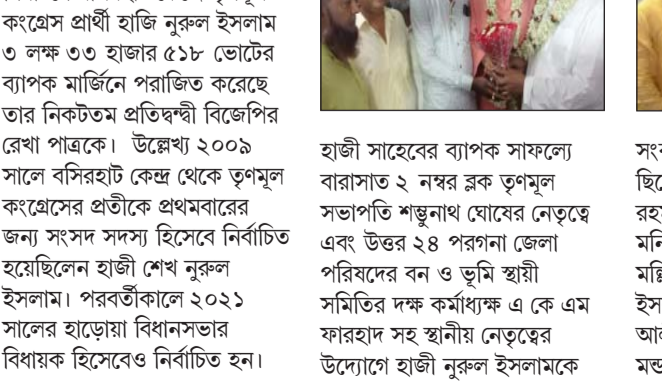 কংগ্রেস প্রার্থী হাজি নুরুল ইসলাম
৩ লক্ষ ৩৩ হাজার ৫১৮ ভোটের
ব্যাপক মার্জিনে পরাজিত করেছে
তার নিকটতম প্রতিদ্বন্দ্বী বিজেপির
রেখা পাত্রকে। উল্লেখ্য ২০০৯
সালে বসিরহাট কেন্দ্র থেকে তৃণমূল
কংগ্রেসের প্রতীকে প্রথমবারের
জন্য সংসদ সদস্য হিসেবে নির্বাচিত
হয়েছিলেন হাজী শেখ নুরুল
ইসলাম। পরবর্তীকালে ২০২১
সালের হাড়োয়া বিধানসভার
বিধায়ক হিসেবেও নির্বাচিত হন।
হাজী সাহেবের ব্যাপক সাফল্যে
বারাসাত ২ নম্বর ব্লক তৃণমূল
সভাপতি শম্ভুনাথ ঘোষের নেতৃত্বে
এবং উত্তর ২৪ পরগনা জেলা
পরিষদের বন ও ভূমি স্থায়ী
সমিতির দক্ষ কর্মাধ্যক্ষ এ কে এম
ফারহাদ সহ স্থানীয় নেতৃত্বের
উদ্যোগে হাজী নুরুল ইসলামকে